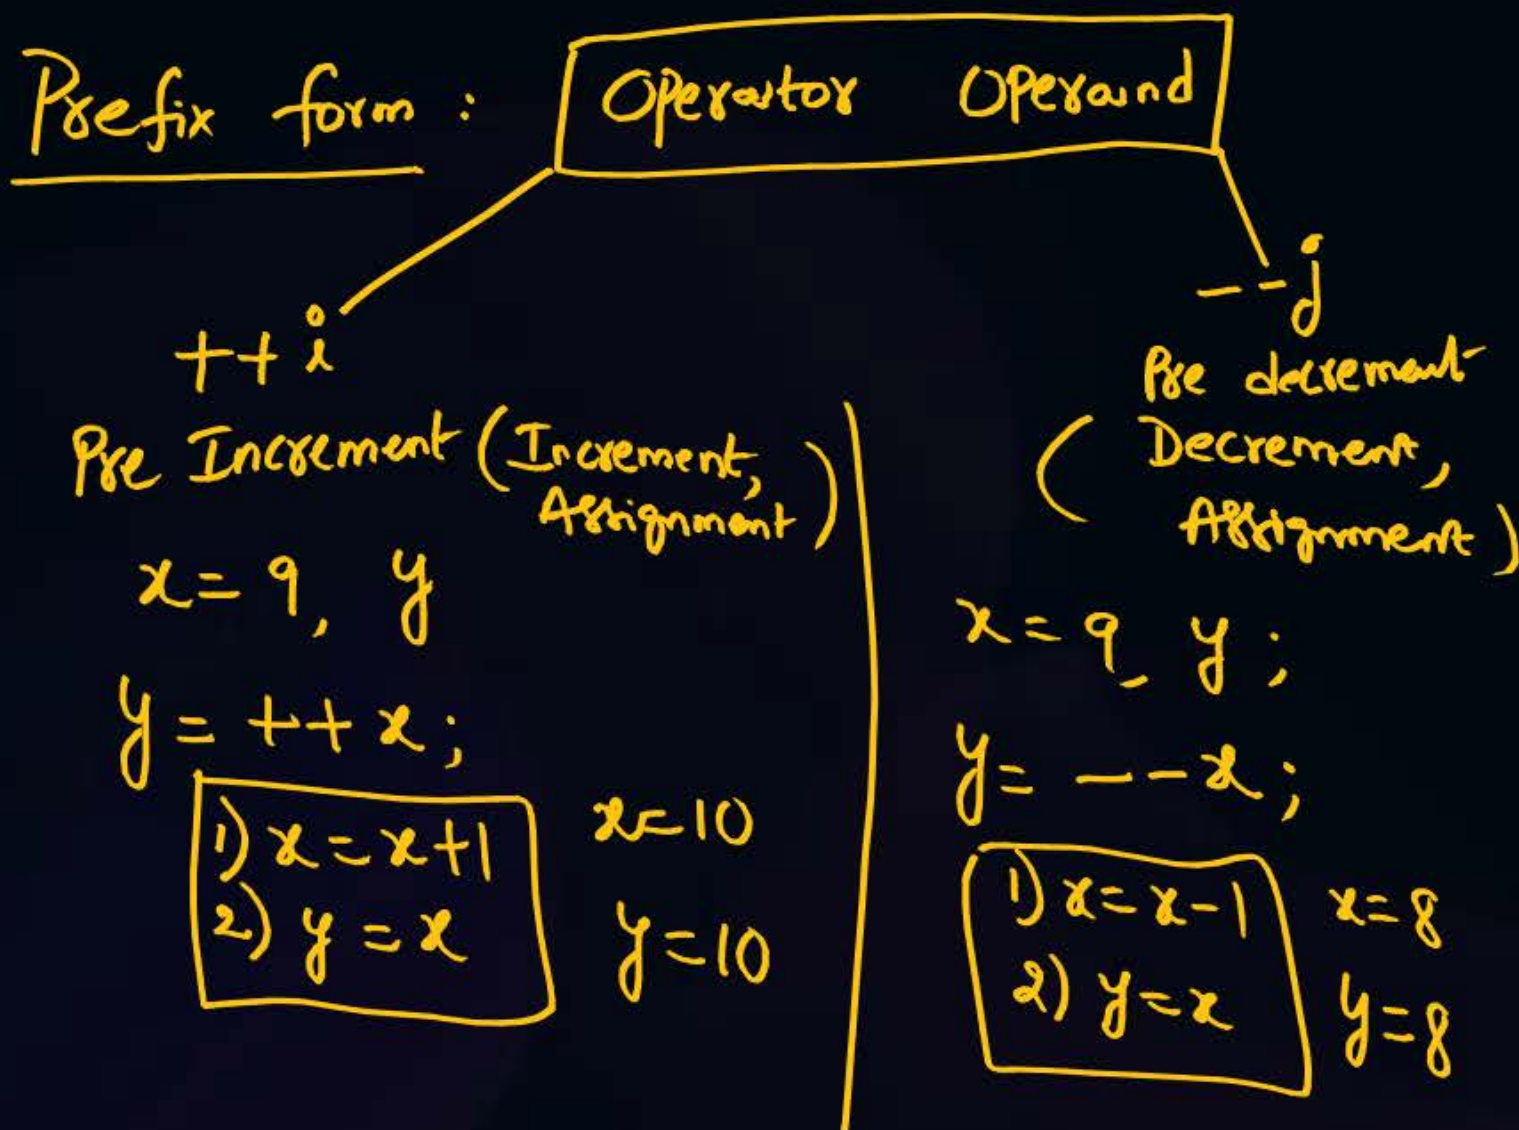 Prefix form : Operator Operand
++i
Pre Increment (Increment, Assignment)
x = 9, y
y = ++x;
1) x = x+1
2) y = x
x = 10
y = 10
--j
Pre decrement
( Decrement, Assignment )
x = 9, y ;
y = --x ;
1) x = x-1
2) y = x
x = 8
y = 8